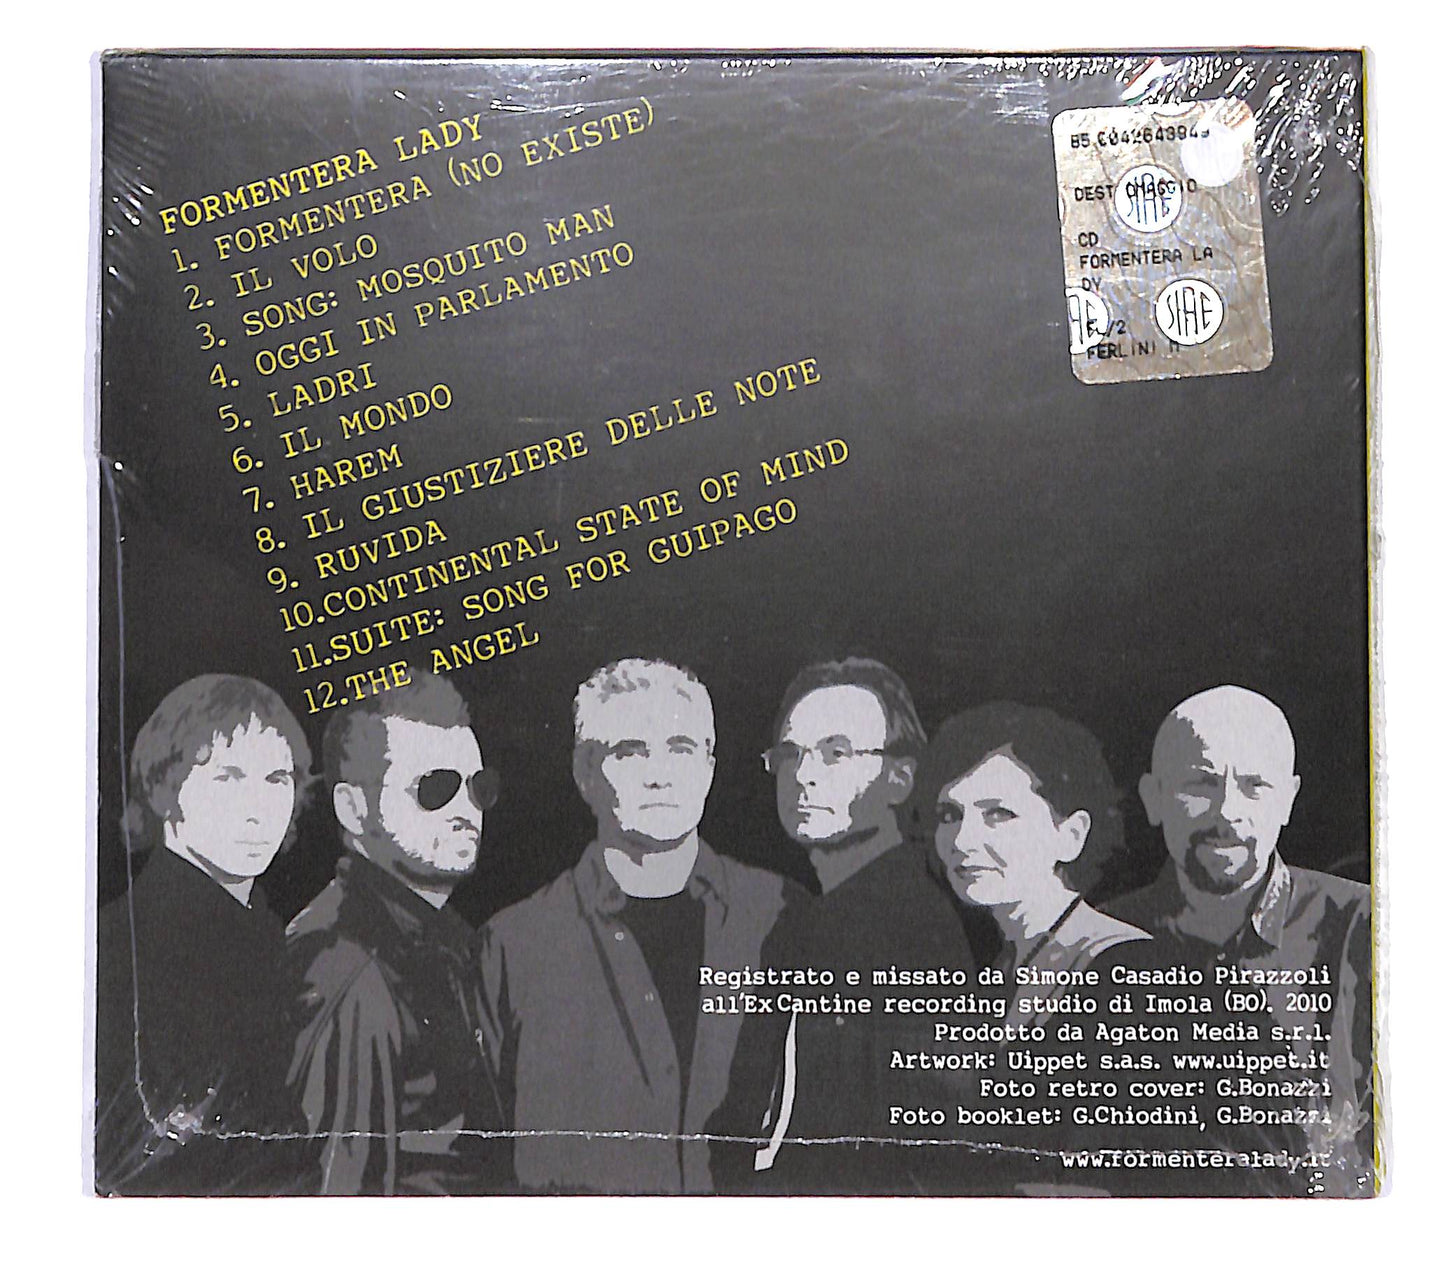 FORMENTERA LADY
1. FORMENTERA (NO EXISTE)
2. IL VOLO
3. SONG: MOSQUITO MAN
4. OGGI IN PARLAMENTO
5. LADRI
6. IL MONDO
7. HAREM
8. IL GIUSTIZIERE DELLE NOTE
9. RUVIDA
10.CONTINENTAL STATE OF MIND
11.SUITE: SONG FOR GUIPAGO
12.THE ANGEL
DEST OMAGGIO
SIAE
CD
FORMENTERA LA
DY
SIAE
FERLINI M
Registrato e missato da Simone Casadio Pirazzoli
all'Ex Cantine recording studio di Imola (BO). 2010
Prodotto da Agaton Media s.r.l.
Artwork: Uippet s.a.s. www.uippet.it
Foto retro cover: G.Bonazzi
Foto booklet: G.Chiodini, G.Bonazzi
www.formenteralady.it